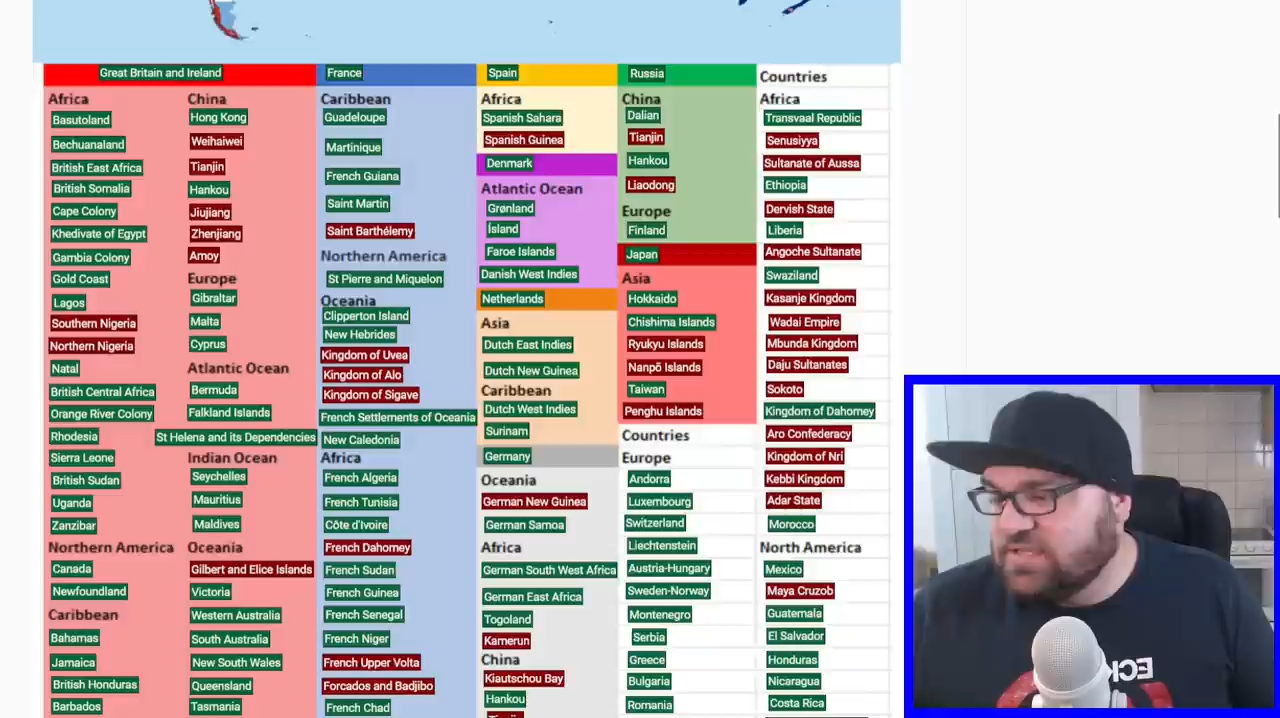 Great Britain and Ireland
Africa
Basutoland
Bechuanaland
British East Africa
British Somalia
Cape Colony
Khedivate of Egypt
Gambia Colony
Gold Coast
Lagos
Southern Nigeria
Northern Nigeria
Natal
British Central Africa
Orange River Colony
Rhodesia
Sierra Leone
British Sudan
Uganda
Zanzibar
Northern America
Canada
Newfoundland
Caribbean
Bahamas
Jamaica
British Honduras
Barbados
China
Hong Kong
Weihaiwei
Tianjin
Hankou
Jiujiang
Zhenjiang
Amoy
Europe
Gibraltar
Malta
Cyprus
Atlantic Ocean
Bermuda
Falkland Islands
St Helena and its Dependencies
Indian Ocean
Seychelles
Mauritius
Maldives
Oceania
Gilbert and Elice Islands
Victoria
Western Australia
South Australia
New South Wales
Queensland
Tasmania
France
Caribbean
Guadeloupe
Martinique
French Guiana
Saint Martin
Saint Barthélemy
Northern America
St Pierre and Miquelon
Oceania
Clipperton Island
New Hebrides
Kingdom of Uvea
Kingdom of Alo
Kingdom of Sigave
French Settlements of Oceania
New Caledonia
Africa
French Algeria
French Tunisia
Côte d'Ivoire
French Dahomey
French Sudan
French Guinea
French Senegal
French Niger
French Upper Volta
Forcados and Badjibo
French Chad
Spain
Africa
Spanish Sahara
Spanish Guinea
Denmark
Atlantic Ocean
Grønland
Ísland
Faroe Islands
Danish West Indies
Netherlands
Asia
Dutch East Indies
Dutch New Guinea
Caribbean
Dutch West Indies
Surinam
Germany
Oceania
German New Guinea
German Samoa
Africa
German South West Africa
German East Africa
Togoland
Kamerun
China
Kiautschou Bay
Hankou
Tianjin
Russia
China
Dalian
Tianjin
Hankou
Liaodong
Europe
Finland
Japan
Asia
Hokkaido
Chishima Islands
Ryukyu Islands
Nanpō Islands
Taiwan
Penghu Islands
Countries
Europe
Andorra
Luxembourg
Switzerland
Liechtenstein
Austria-Hungary
Sweden-Norway
Montenegro
Serbia
Greece
Bulgaria
Romania
Countries
Africa
Transvaal Republic
Senusiyya
Sultanate of Aussa
Ethiopia
Dervish State
Liberia
Angoche Sultanate
Swaziland
Kasanje Kingdom
Wadai Empire
Mbunda Kingdom
Daju Sultanates
Sokoto
Kingdom of Dahomey
Aro Confederacy
Kingdom of Nri
Kebbi Kingdom
Adar State
Morocco
North America
Mexico
Maya Cruzob
Guatemala
El Salvador
Honduras
Nicaragua
Costa Rica